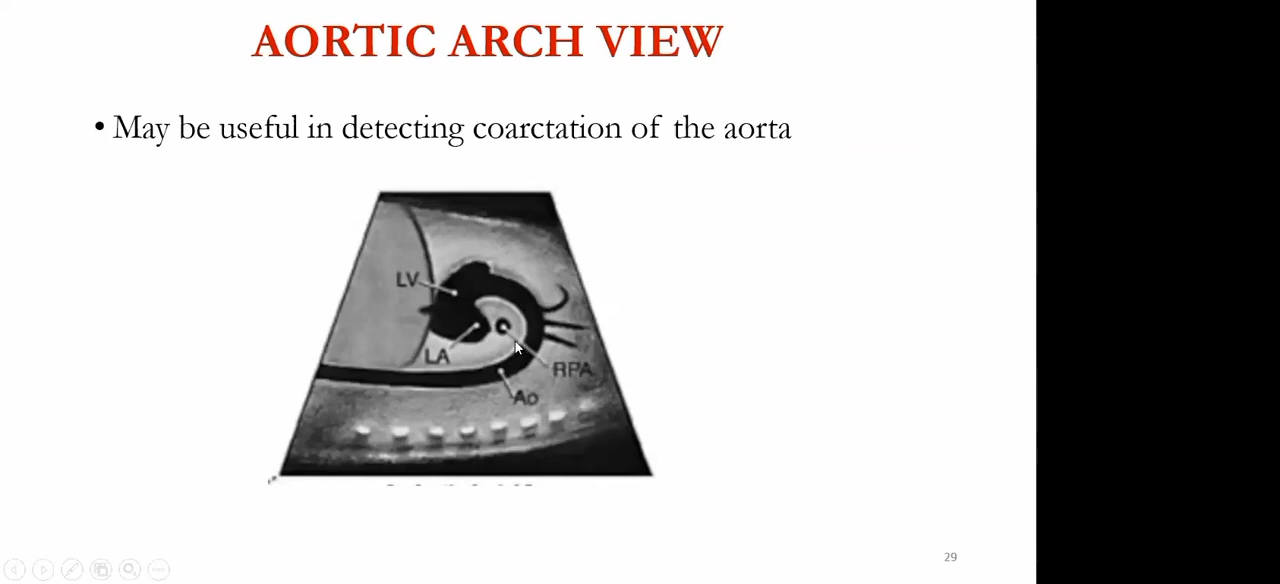 AORTIC ARCH VIEW
• May be useful in detecting coarctation of the aorta
LV
LA
RPA
Ao
29